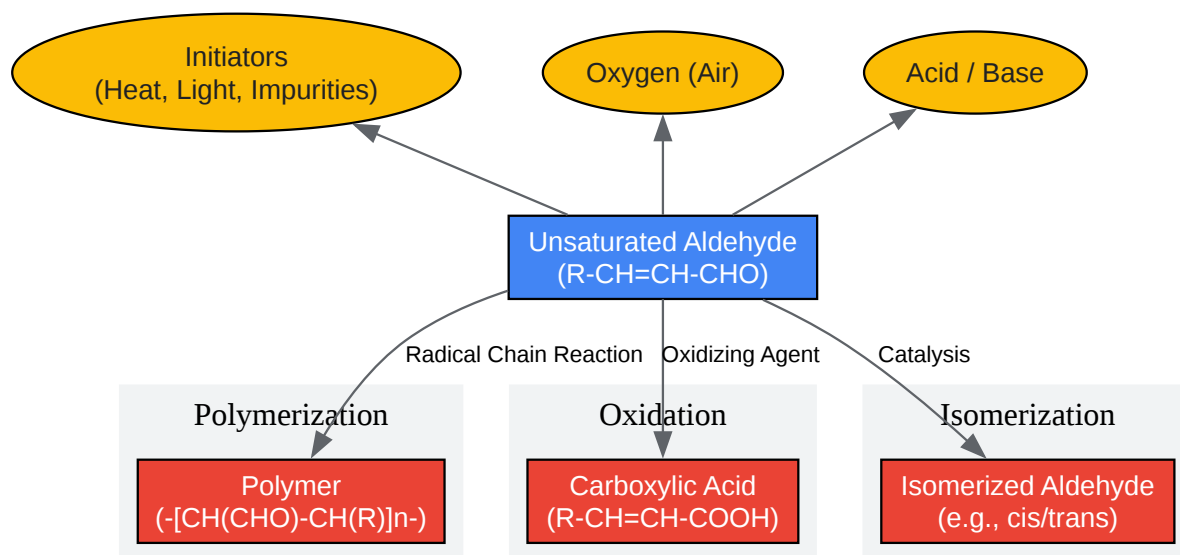 Initiators
(Heat, Light, Impurities)
Oxygen (Air)
Acid / Base
Unsaturated Aldehyde
(R-CH=CH-CHO)
Radical Chain Reaction
Oxidizing Agent
Catalysis
Polymerization
Oxidation
Isomerization
Polymer
(-[CH(CHO)-CH(R)]n-)
Carboxylic Acid
(R-CH=CH-COOH)
Isomerized Aldehyde
(e.g., cis/trans)